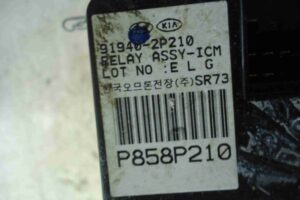 KIA
91940-2P210
RELAY ASSY-ICM
LOT NO :E L G
한국오므론전장(주)SR73
P858P210